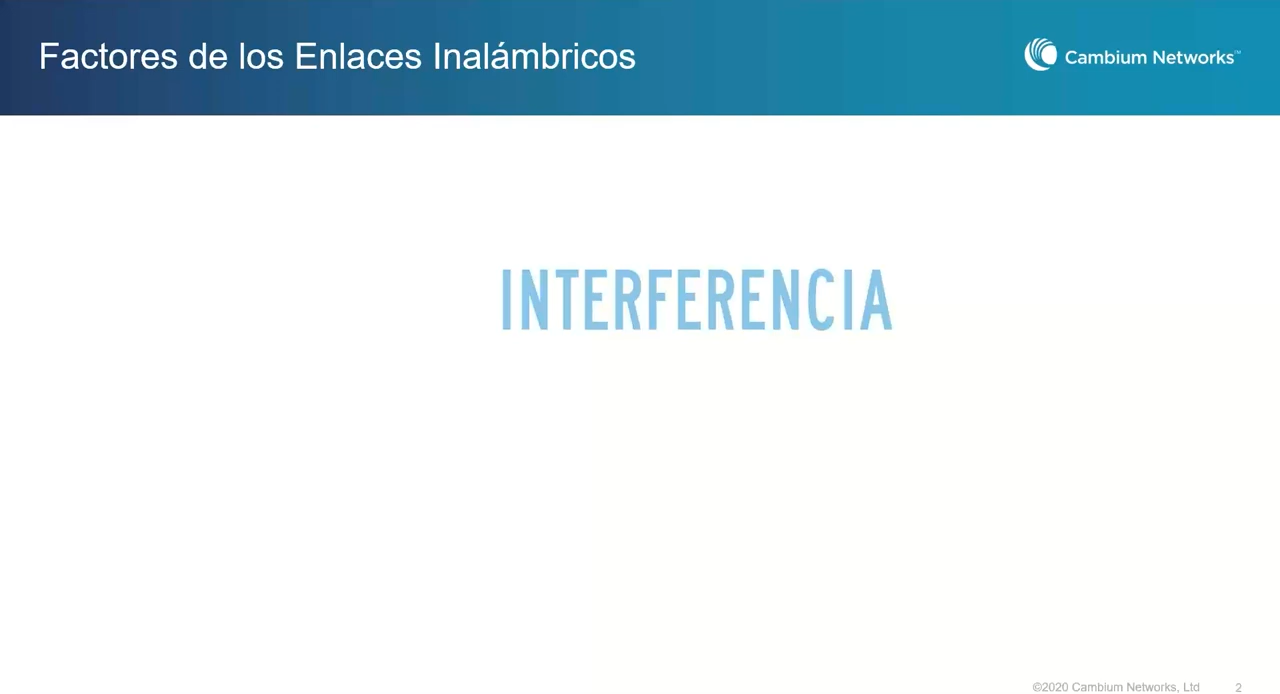 Factores de los Enlaces Inalámbricos
Cambium Networks™
INTERFERENCIA
©2020 Cambium Networks, Ltd
2